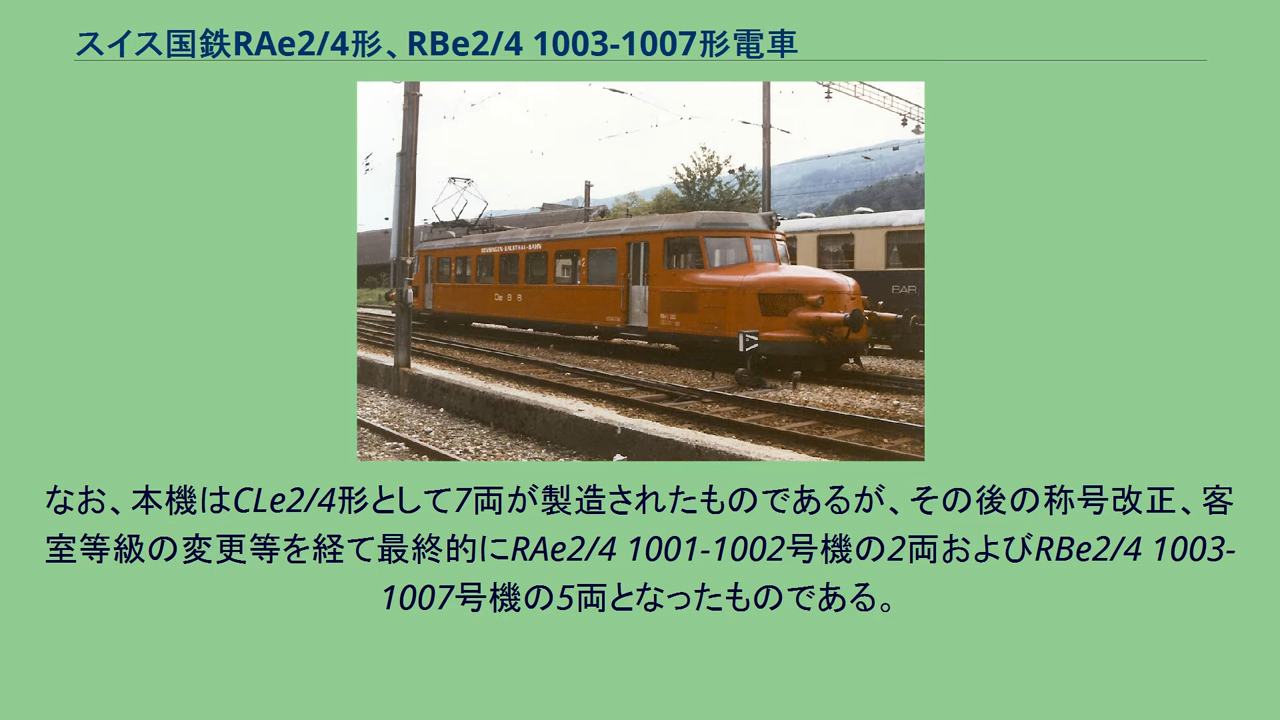 スイス国鉄RAe2/4形、RBe2/4 1003-1007形電車
OENSINGEN-BALSTHAL-BAHN
2
Oe B B
BAR
なお、本機はCLe2/4形として7両が製造されたものであるが、その後の称号改正、客
室等級の変更等を経て最終的にRAe2/4 1001-1002号機の2両およびRBe2/4 1003-
1007号機の5両となったものである。